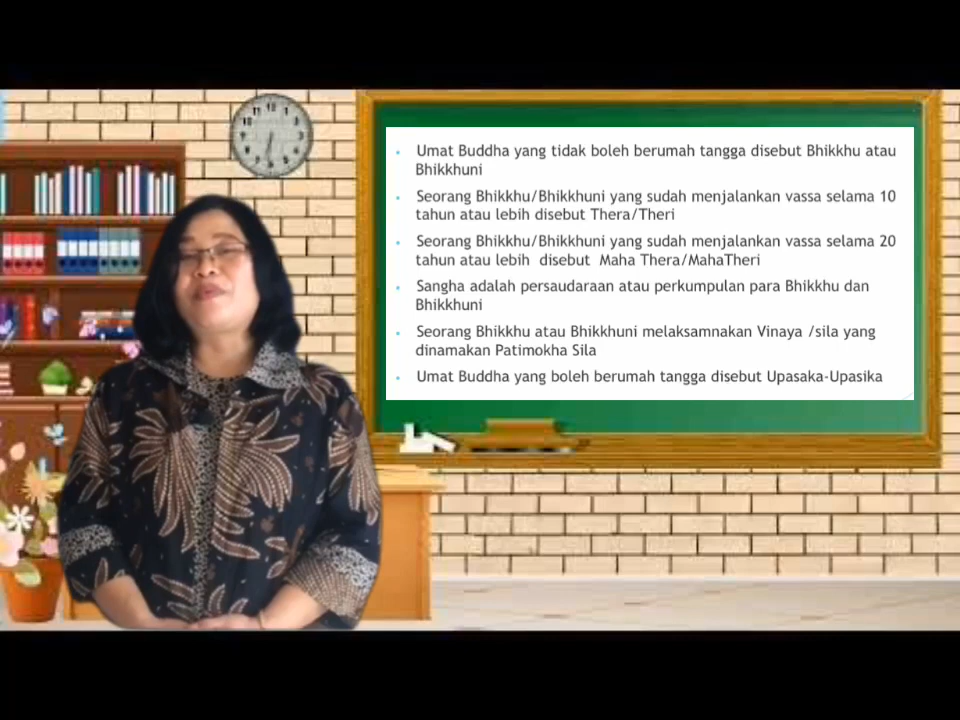 Umat Buddha yang tidak boleh berumah tangga disebut Bhikkhu atau
Bhikkhuni
Seorang Bhikkhu/Bhikkhuni yang sudah menjalankan vassa selama 10
tahun atau lebih disebut Thera/Theri
Seorang Bhikkhu/Bhikkhuni yang sudah menjalankan vassa selama 20
tahun atau lebih disebut Maha Thera/MahaTheri
Sangha adalah persaudaraan atau perkumpulan para Bhikkhu dan
Bhikkhuni
Seorang Bhikkhu atau Bhikkhuni melaksamnakan Vinaya /sila yang
dinamakan Patimokha Sila
Umat Buddha yang boleh berumah tangga disebut Upasaka-Upasika